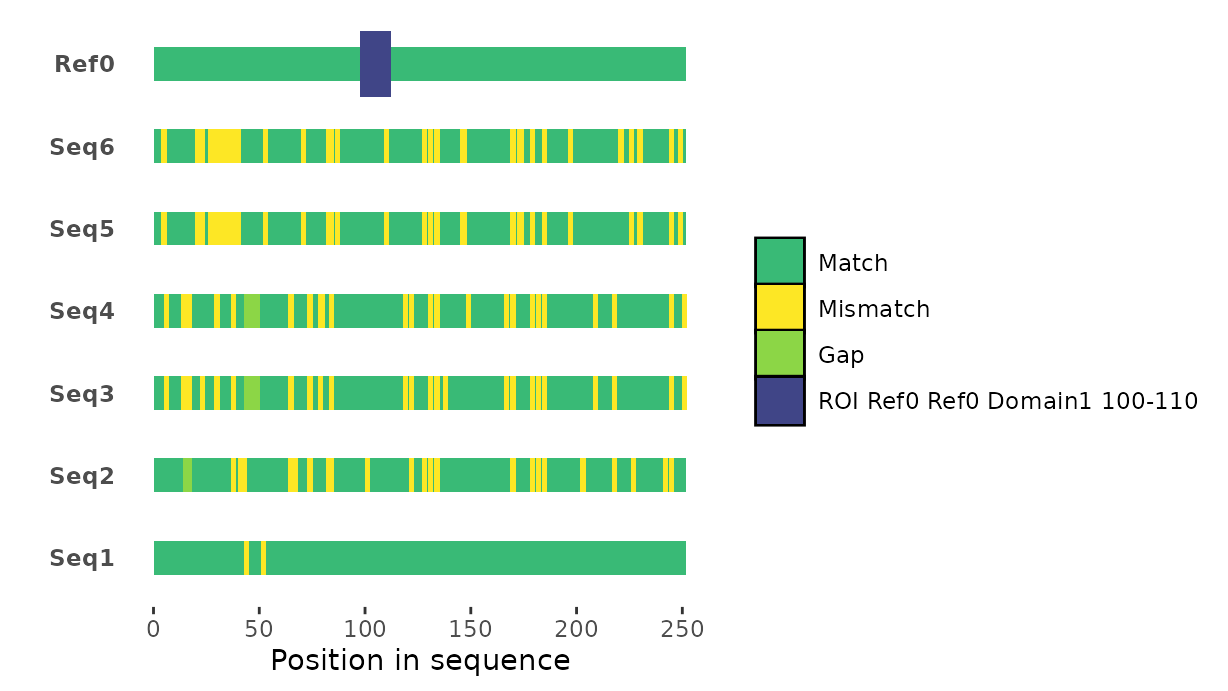 Ref0
Seq6
Seq5
Seq4
Seq3
Seq2
Seq1
0 50 100 150 200 250
Position in sequence
Match
Mismatch
Gap
ROI Ref0 Ref0 Domain1 100-110